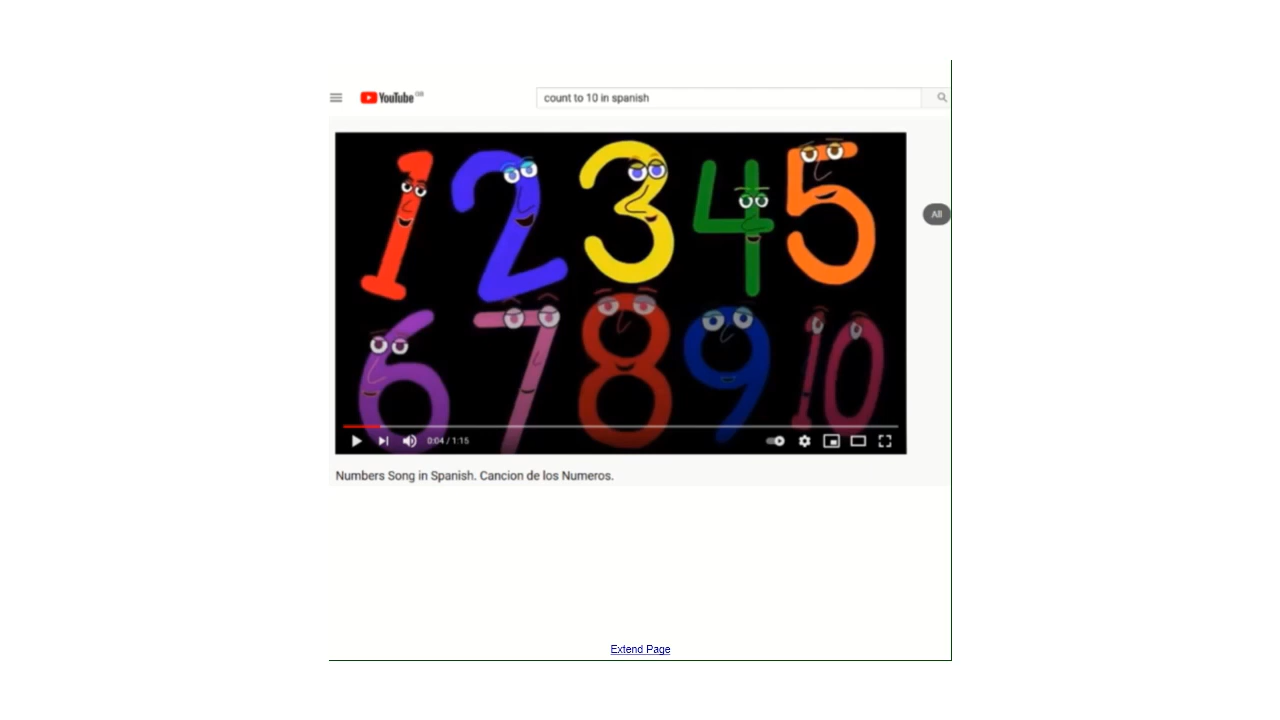 YouTube GR
count to 10 in spanish
1 2 3 4 5
All
6 7 8 9 10
0:04 / 1:15
Numbers Song in Spanish. Cancion de los Numeros.
Extend Page